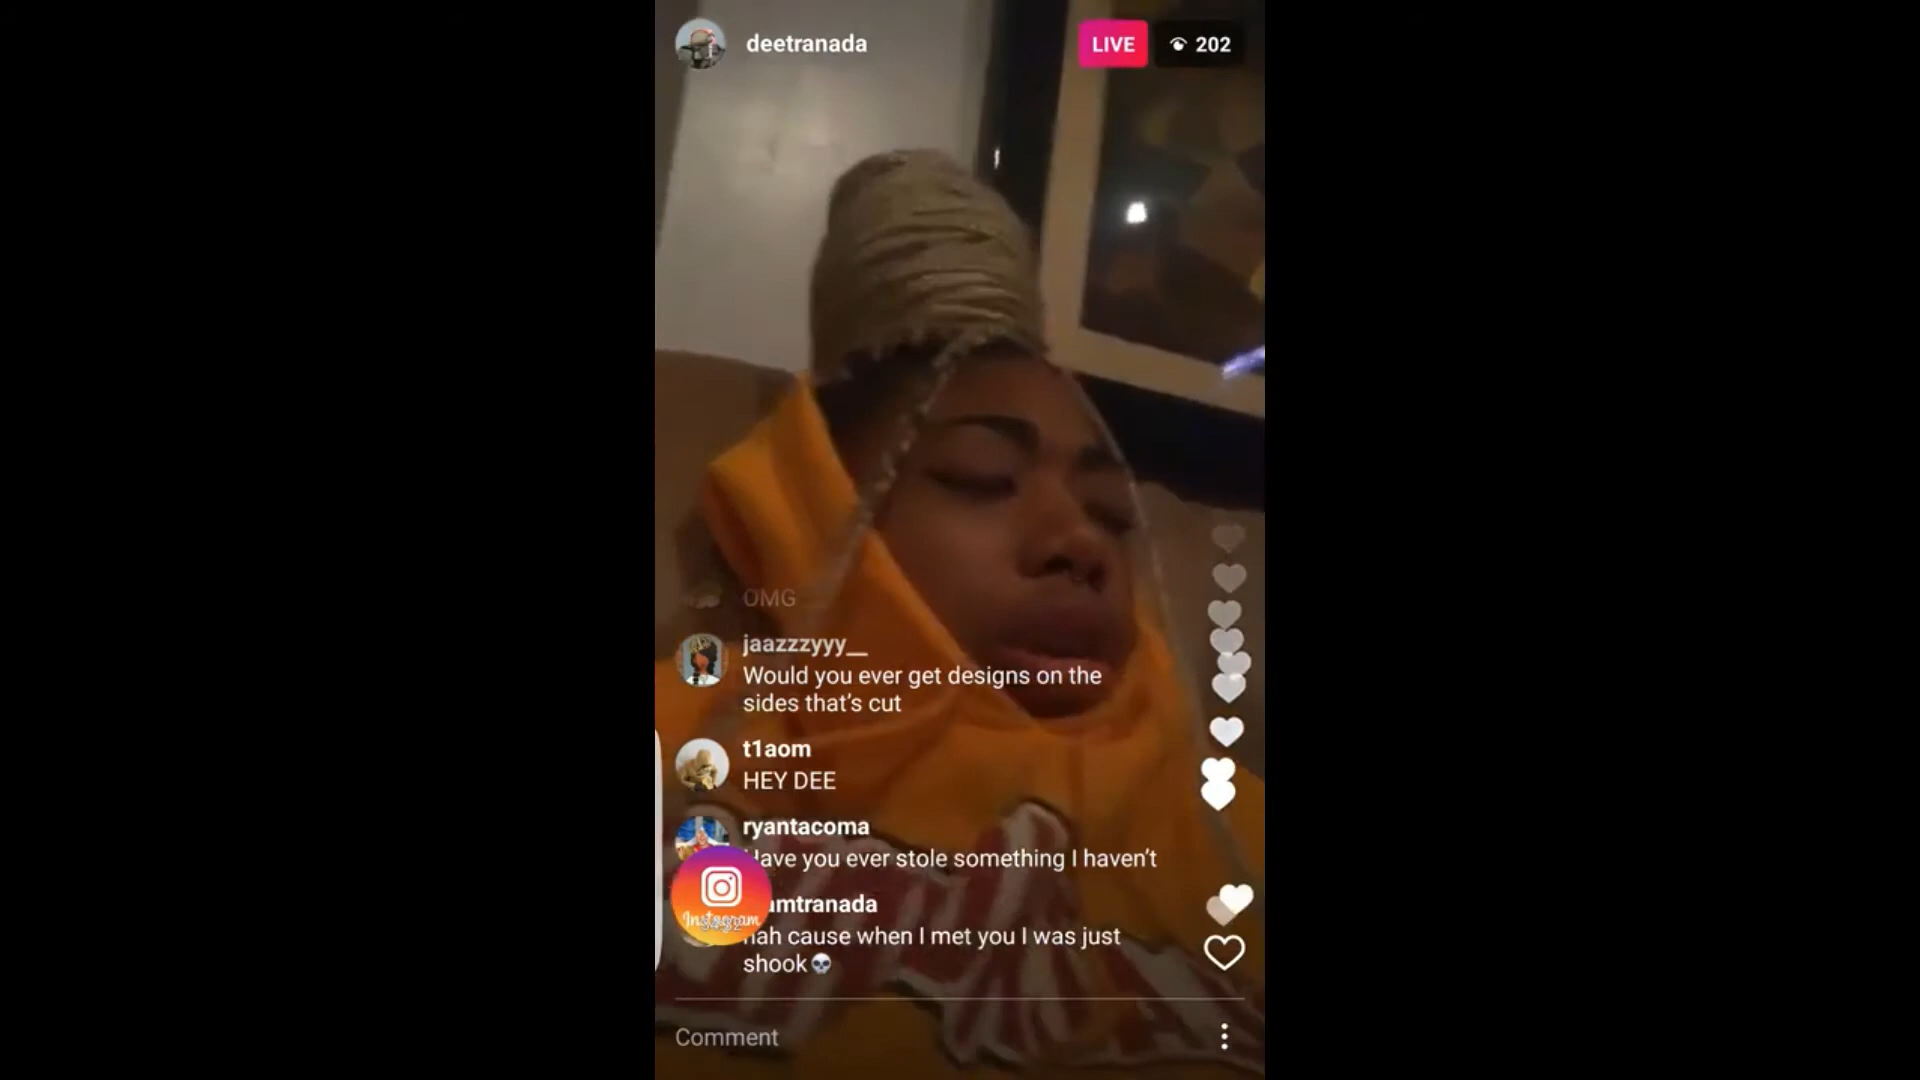 deetranada
LIVE
202
OMG
jaazzzyyy__
Would you ever get designs on the
sides that's cut
t1aom
HEY DEE
ryantacoma
ave you ever stole something I haven't
amtranada
Instagram
nah cause when I met you I was just
shook💀
Comment